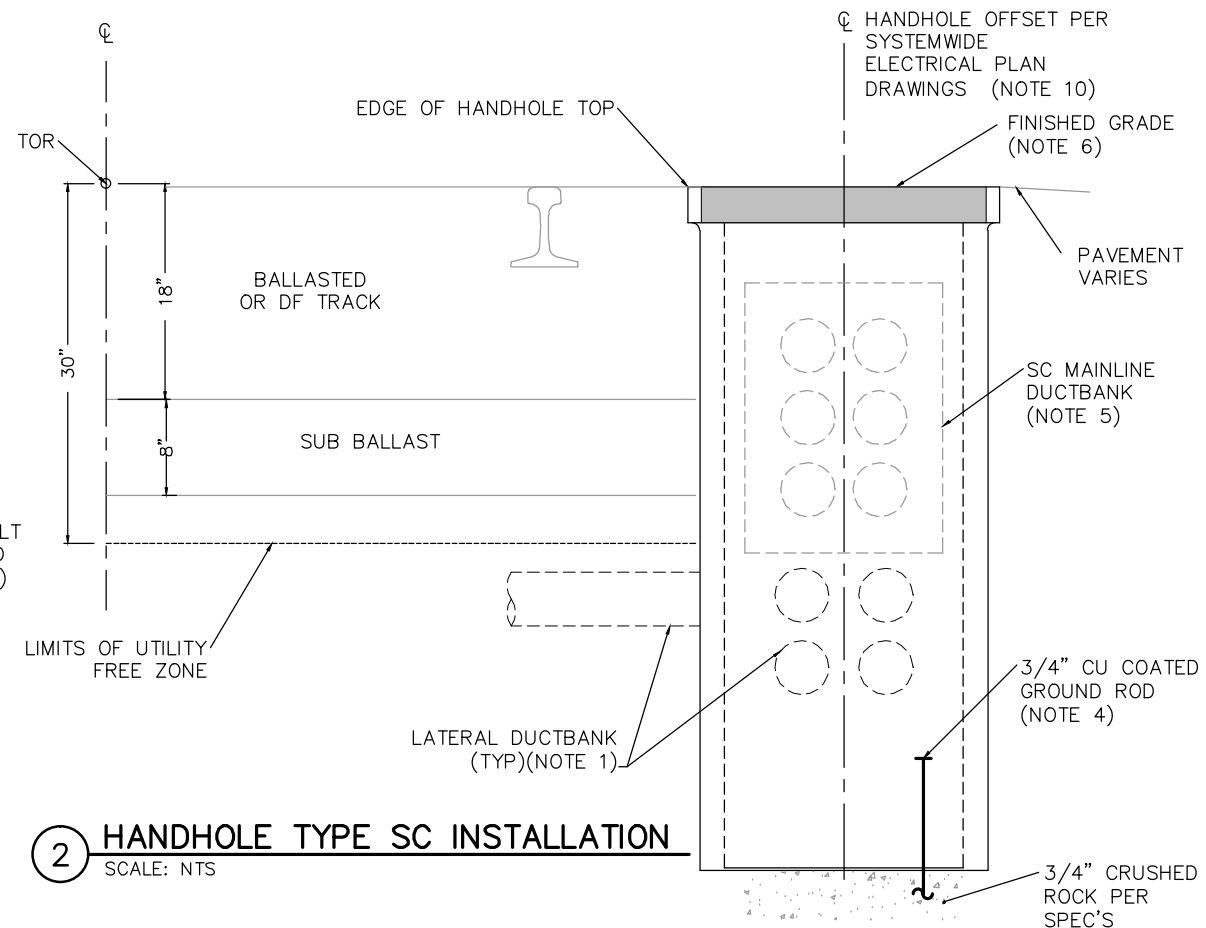 ℄
℄ HANDHOLE OFFSET PER
SYSTEMWIDE
ELECTRICAL PLAN
DRAWINGS (NOTE 10)
EDGE OF HANDHOLE TOP
FINISHED GRADE
(NOTE 6)
TOR
PAVEMENT
VARIES
BALLASTED
OR DF TRACK
18"
30"
SC MAINLINE
DUCTBANK
(NOTE 5)
SUB BALLAST
8"
LIMITS OF UTILITY
FREE ZONE
3/4" CU COATED
GROUND ROD
(NOTE 4)
LATERAL DUCTBANK
(TYP)(NOTE 1)
2 HANDHOLE TYPE SC INSTALLATION
SCALE: NTS
3/4" CRUSHED
ROCK PER
SPEC'S